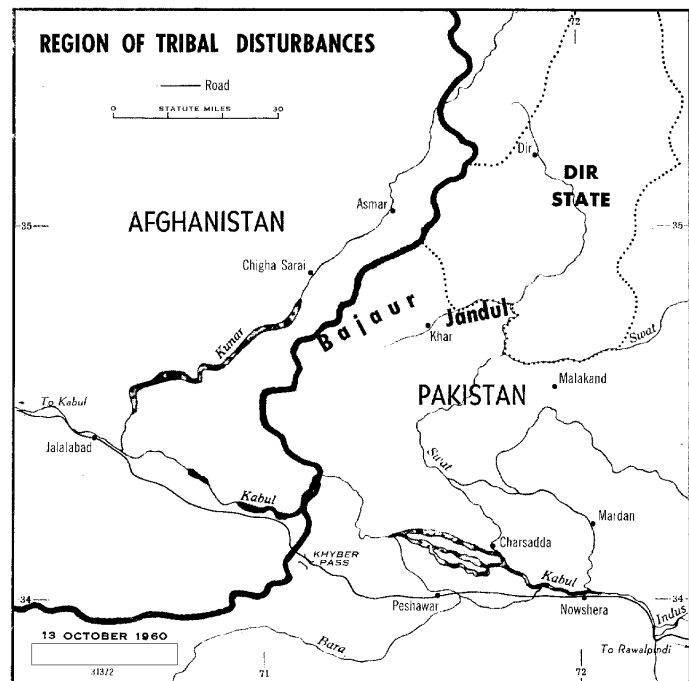 72
REGION OF TRIBAL DISTURBANCES
Road
0 STATUTE MILES 30
Dir
DIR
STATE
Asmar
35
AFGHANISTAN
35
Chigha Sarai
Bajaur
Jandul
Kunar
Khar
Swat
Malakand
PAKISTAN
To Kabul
Jalalabad
Swat
Kabul
Mardan
Charsadda
KHYBER
PASS
Kabul
34
34
Peshawar
Nowshera
Indus
13 OCTOBER 1960
Bara
To Rawalpindi
31372
71
72